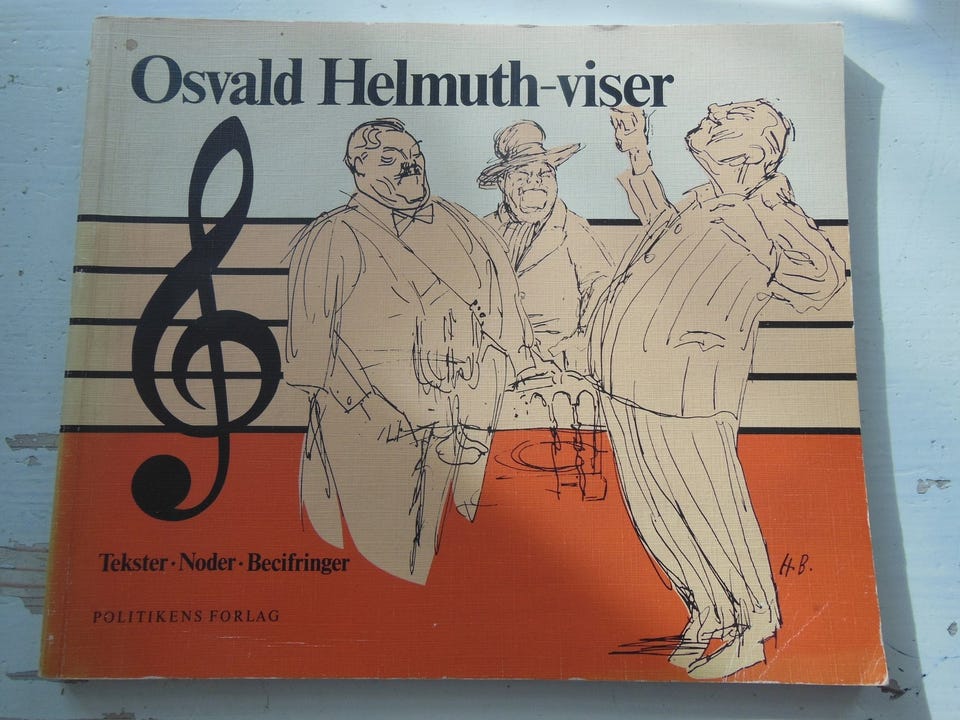 Osvald Helmuth-viser
Tekster · Noder · Becifringer
POLITIKENS FORLAG
H.B.